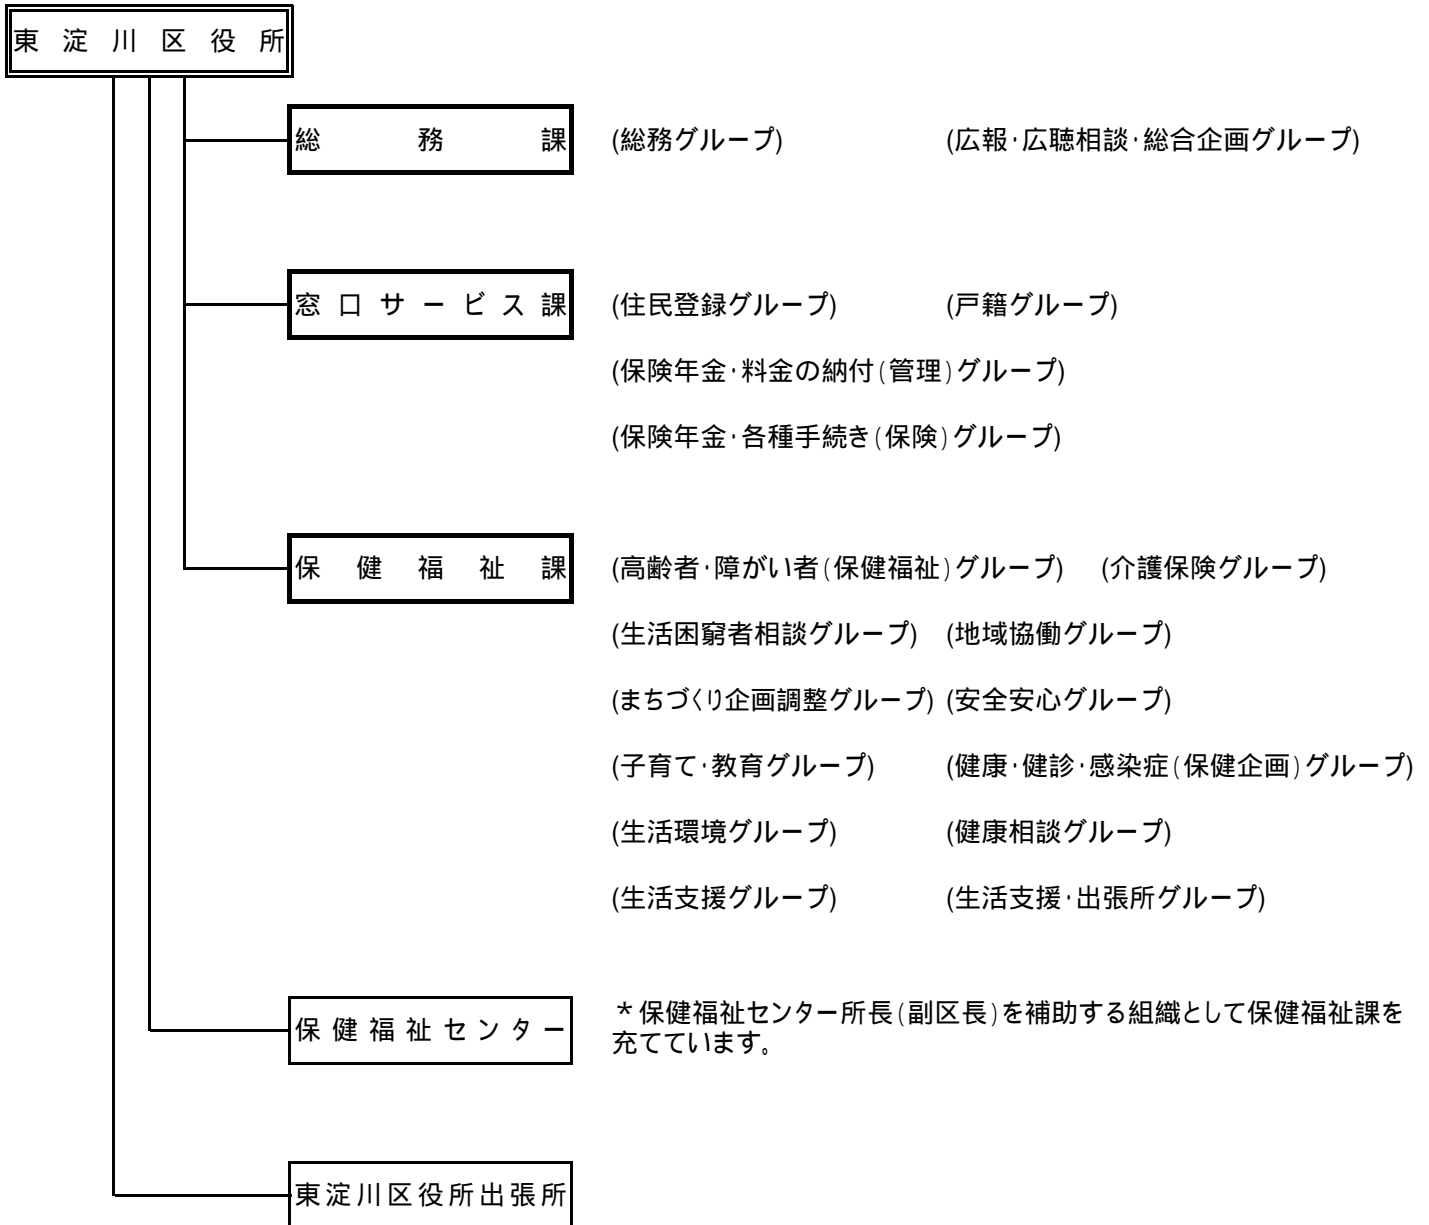 東淀川区役所
総務課 (総務グループ) (広報･広聴相談･総合企画グループ)
窓口サービス課 (住民登録グループ) (戸籍グループ)
(保険年金･料金の納付(管理)グループ)
(保険年金･各種手続き(保険)グループ)
保健福祉課 (高齢者･障がい者(保健福祉)グループ) (介護保険グループ)
(生活困窮者相談グループ) (地域協働グループ)
(まちづくり企画調整グループ) (安全安心グループ)
(子育て･教育グループ) (健康･健診･感染症(保健企画)グループ)
(生活環境グループ) (健康相談グループ)
(生活支援グループ) (生活支援･出張所グループ)
保健福祉センター ＊保健福祉センター所長(副区長)を補助する組織として保健福祉課を
充てています。
東淀川区役所出張所